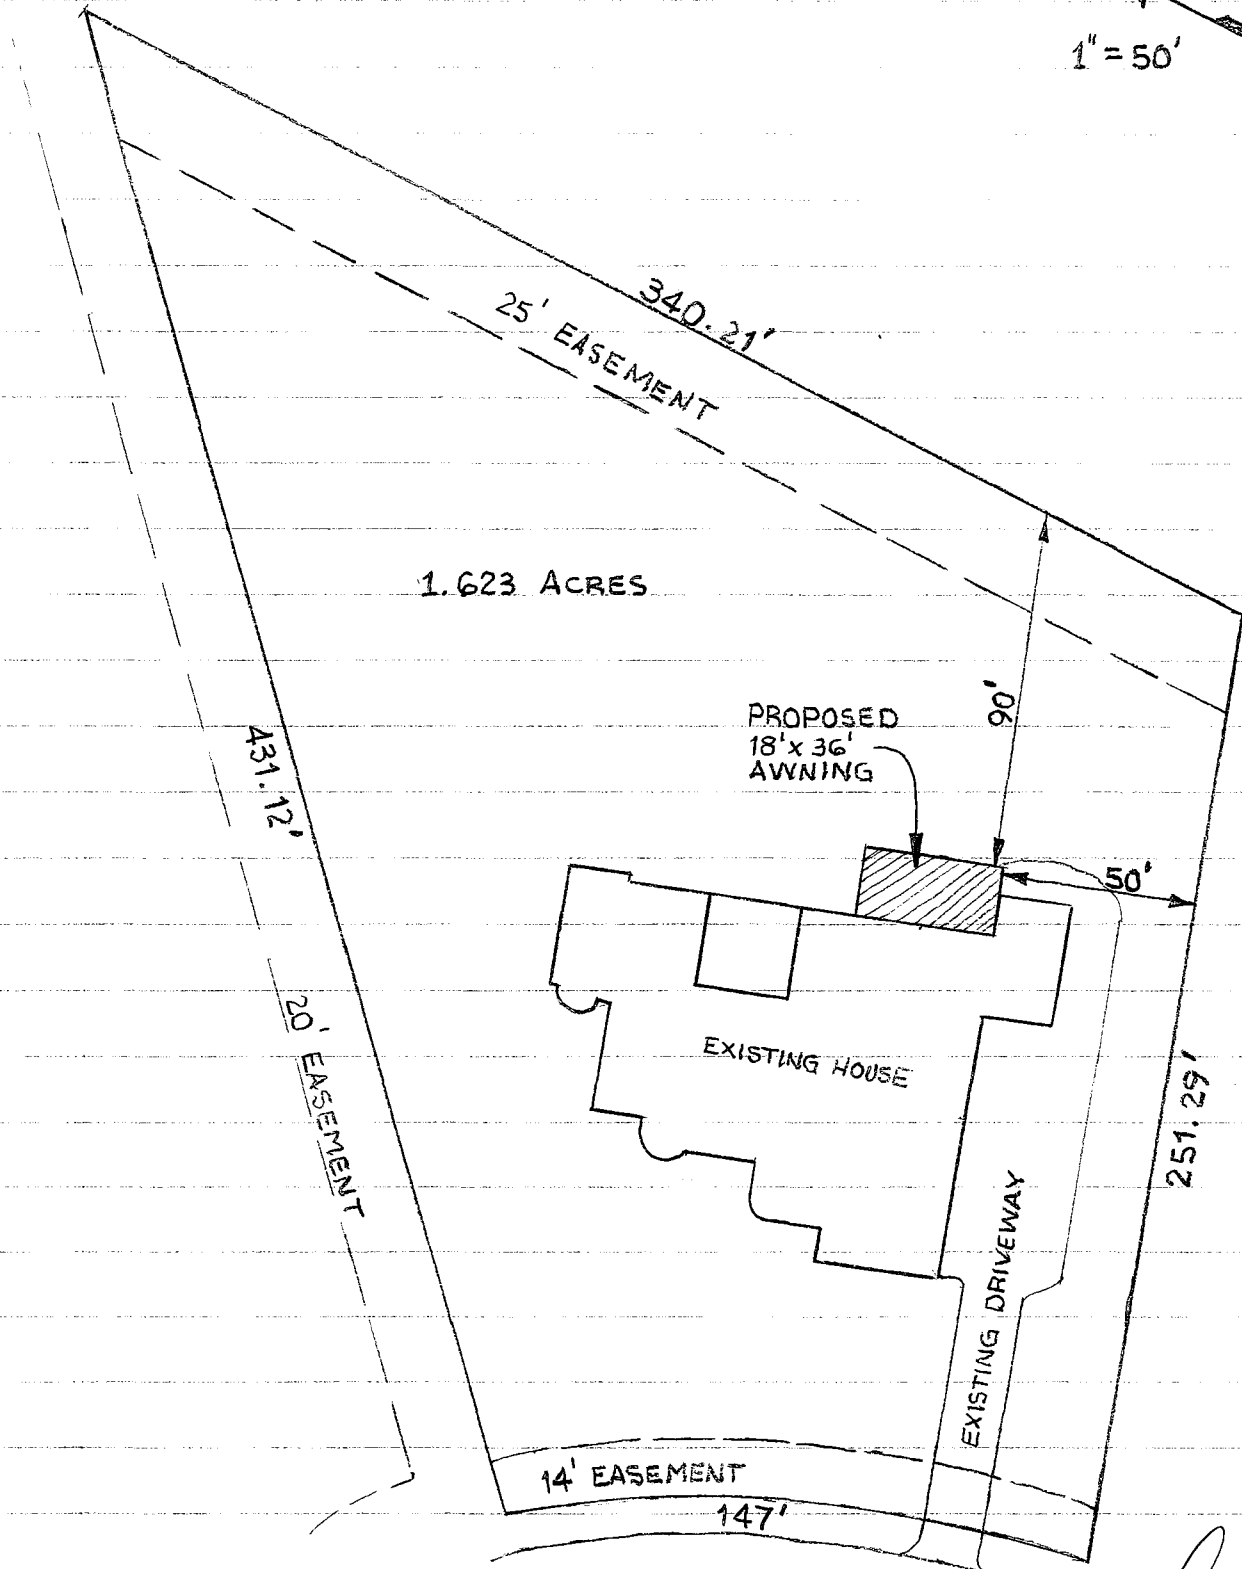 1" = 50'
340.21'
25' EASEMENT
1.623 ACRES
90'
PROPOSED
18' x 36'
AWNING
431.12'
50'
20' EASEMENT
EXISTING HOUSE
251.29'
EXISTING DRIVEWAY
14' EASEMENT
147'